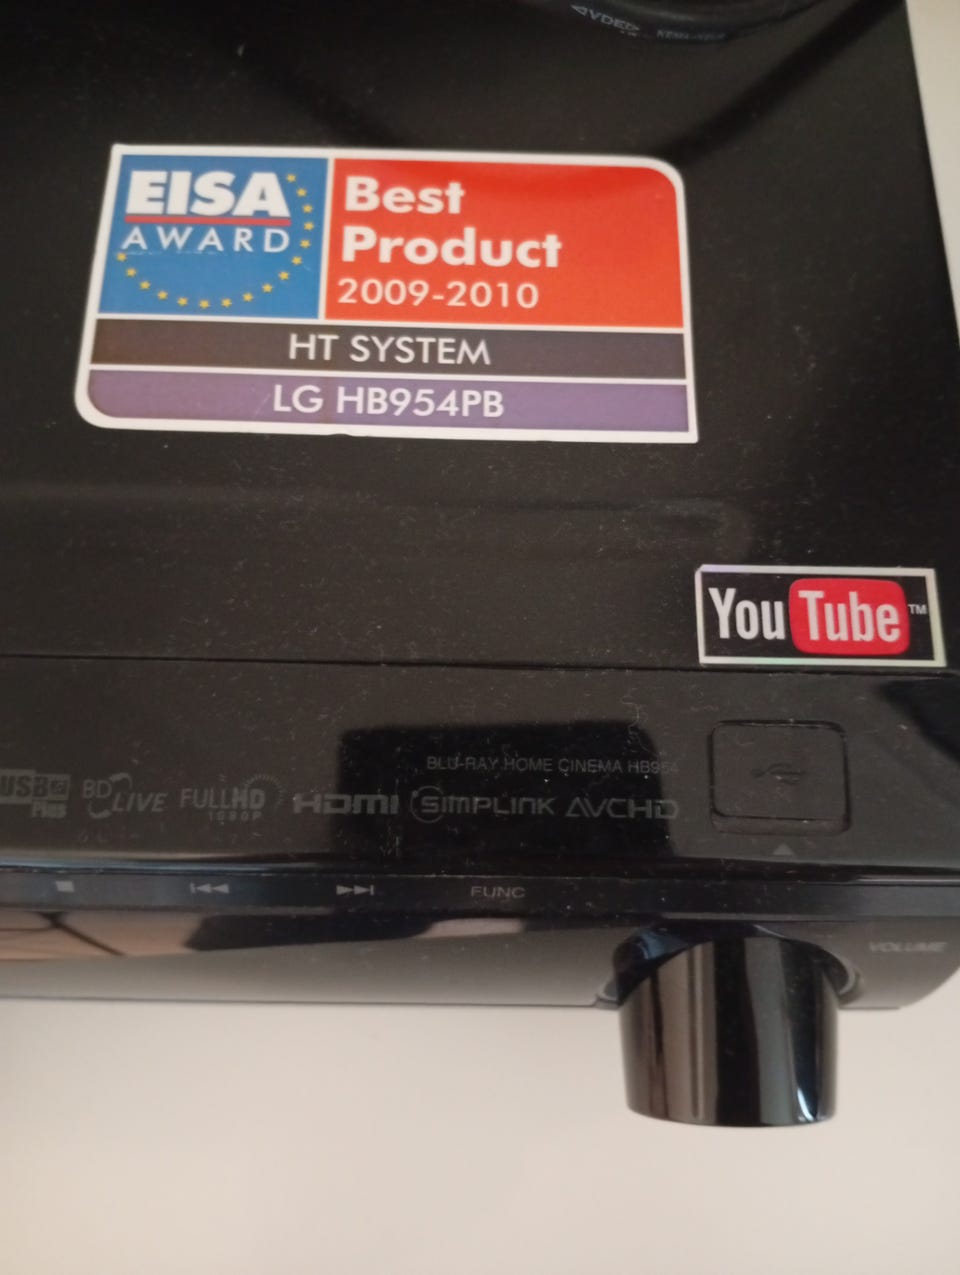 EISA
AWARD
Best
Product
2009-2010
HT SYSTEM
LG HB954PB
YouTube™
BLU-RAY HOME CINEMA HB954
USB
Plus
BD LIVE
FULLHD
1080P
HDMI
SIMPLINK
AVCHD
FUNC
VOLUME